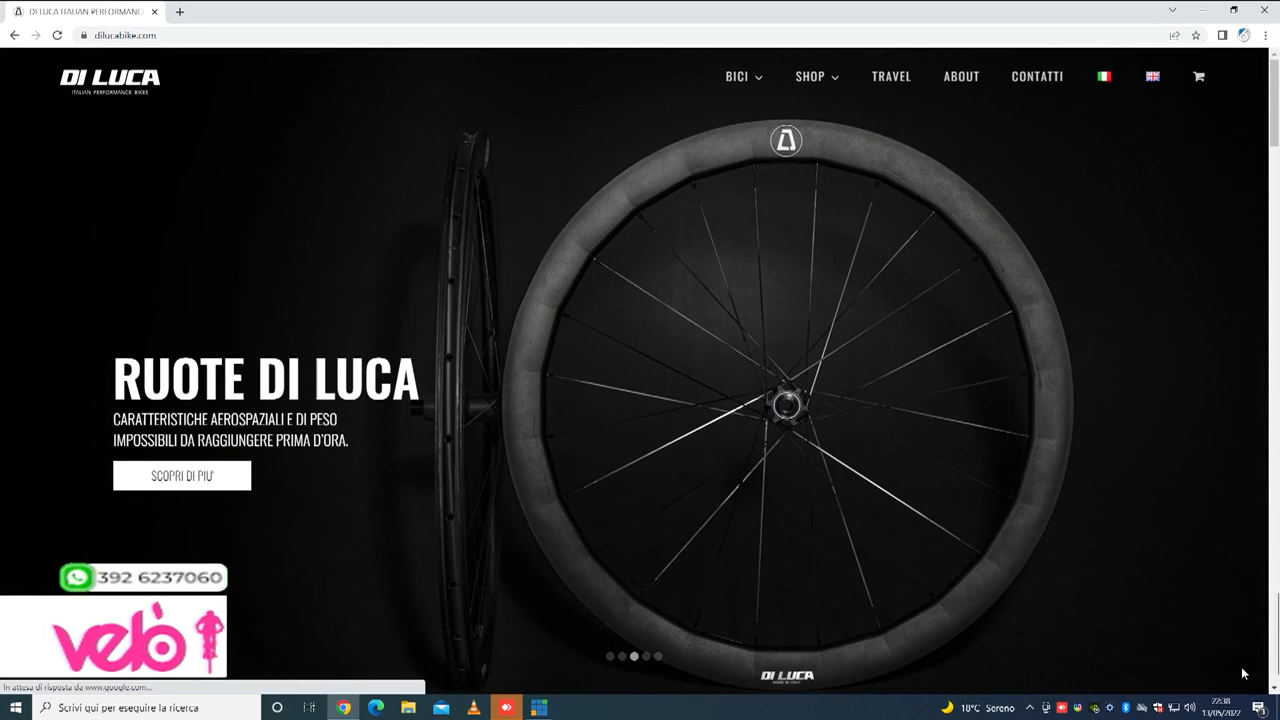 DI LUCA ITALIAN PERFORMANCE
dilucabike.com
DI LUCA
ITALIAN PERFORMANCE BIKES
BICI
SHOP
TRAVEL
ABOUT
CONTATTI
RUOTE DI LUCA
CARATTERISTICHE AEROSPAZIALI E DI PESO
IMPOSSIBILI DA RAGGIUNGERE PRIMA D'ORA.
SCOPRI DI PIU'
392 6237060
velò
DI LUCA
In attesa di risposta da www.google.com...
Scrivi qui per eseguire la ricerca
18°C Sereno
22:38
13/05/2022